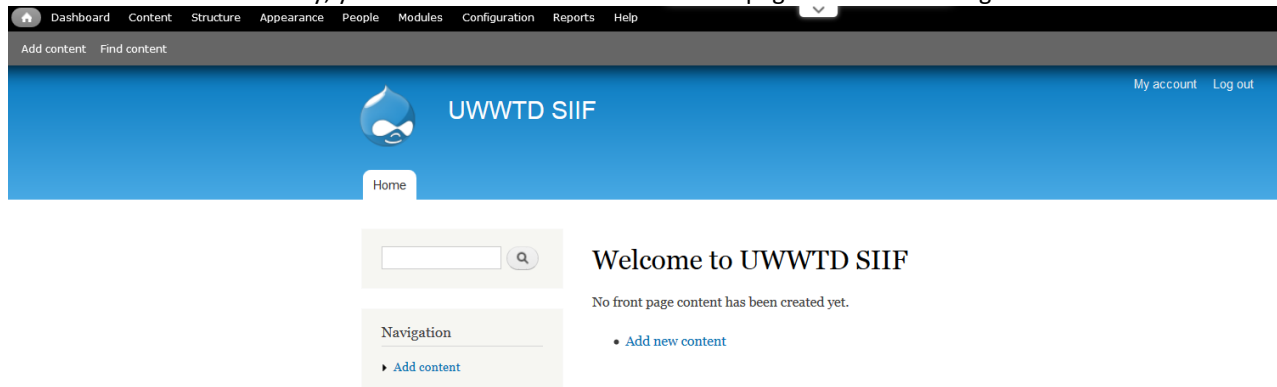 Dashboard Content Structure Appearance People Modules Configuration Reports Help
Add content Find content
My account Log out
UWWTD SIIF
Home
Welcome to UWWTD SIIF
No front page content has been created yet.
Navigation
Add new content
Add content